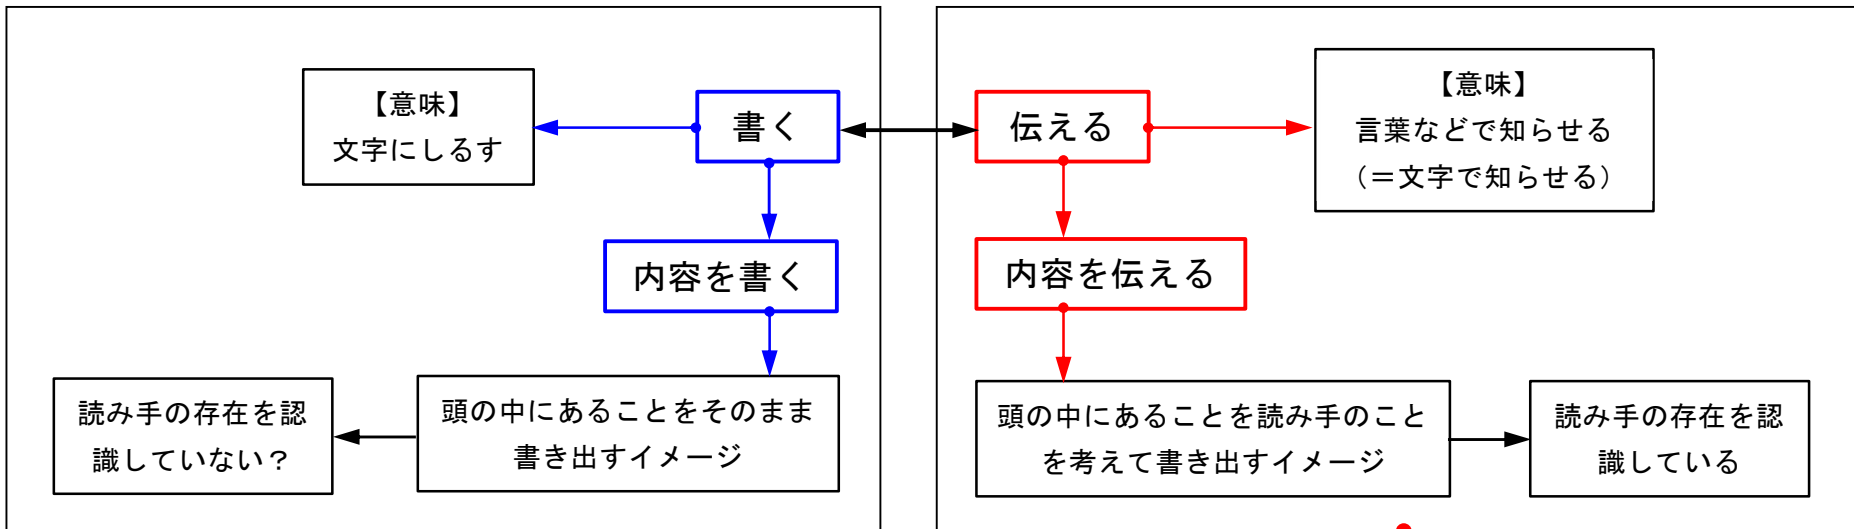 【意味】
文字にしるす
書く
内容を書く
頭の中にあることをそのまま
書き出すイメージ
読み手の存在を認
識していない？
伝える
【意味】
言葉などで知らせる
（＝文字で知らせる）
内容を伝える
頭の中にあることを読み手のこと
を考えて書き出すイメージ
読み手の存在を認
識している